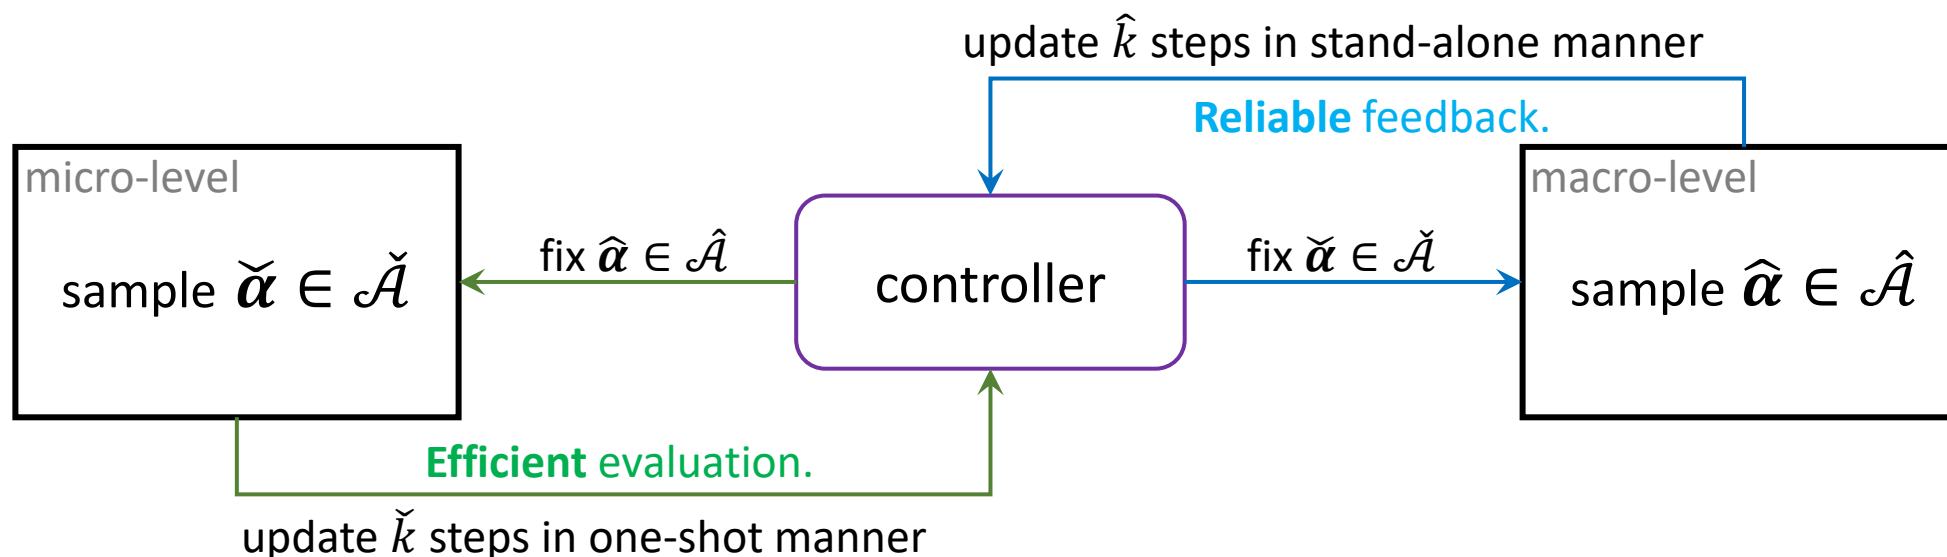 update k̂ steps in stand-alone manner
Reliable feedback.
micro-level
macro-level
fix 𝜶̂ ∈ 𝒜̂
fix 𝜶̌ ∈ 𝒜̌
sample 𝜶̌ ∈ 𝒜̌
controller
sample 𝜶̂ ∈ 𝒜̂
Efficient evaluation.
update ǩ steps in one-shot manner